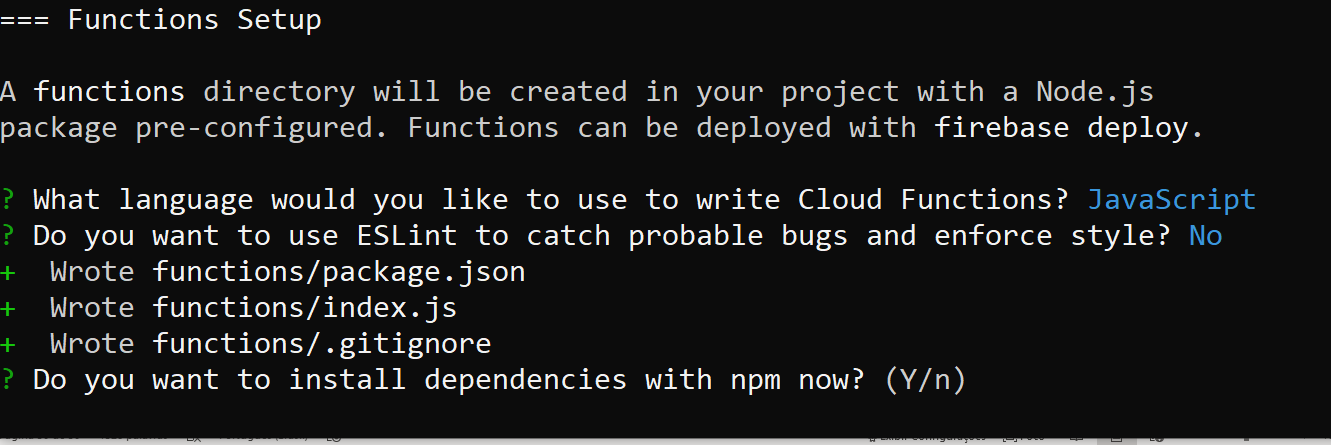 === Functions Setup
A functions directory will be created in your project with a Node.js
package pre-configured. Functions can be deployed with firebase deploy.
? What language would you like to use to write Cloud Functions? JavaScript
? Do you want to use ESLint to catch probable bugs and enforce style? No
+  Wrote functions/package.json
+  Wrote functions/index.js
+  Wrote functions/.gitignore
? Do you want to install dependencies with npm now? (Y/n)